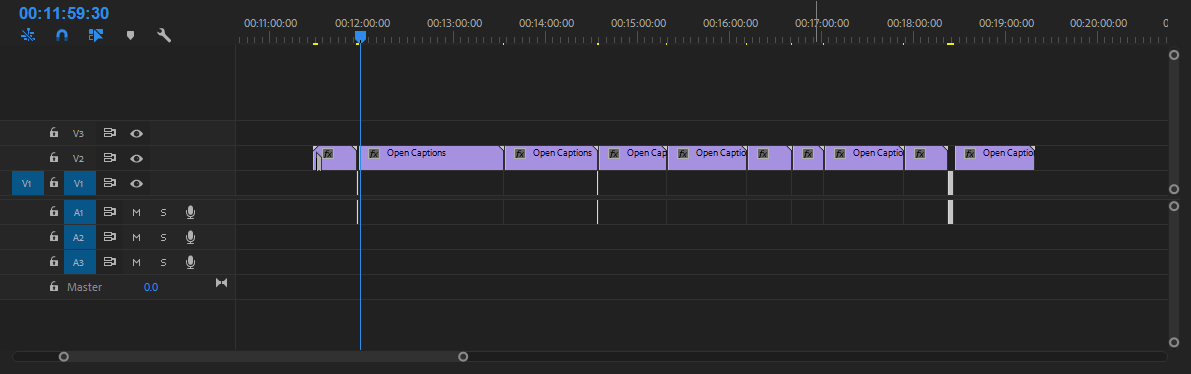 00:11:59:30
00:11:00:00 00:12:00:00 00:13:00:00 00:14:00:00 00:15:00:00 00:16:00:00 00:17:00:00 00:18:00:00 00:19:00:00 00:20:00:00 0
V3
V2 fx fx Open Captions fx Open Captions fx Open Cap fx Open Captio fx fx fx Open Captio fx fx Open Captio
V1 V1
A1 M S
A2 M S
A3 M S
Master 0.0